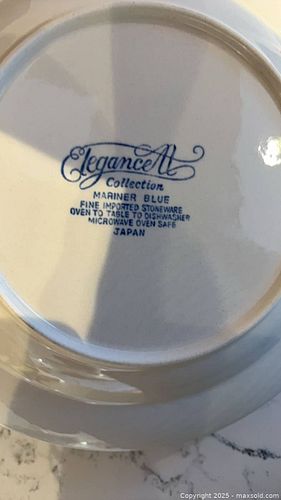 Elegance
Collection
MARINER BLUE
FINE IMPORTED STONEWARE
OVEN TO TABLE TO DISHWASHER
MICROWAVE OVEN SAFE
JAPAN
Copyright 2025 - maxsold.com